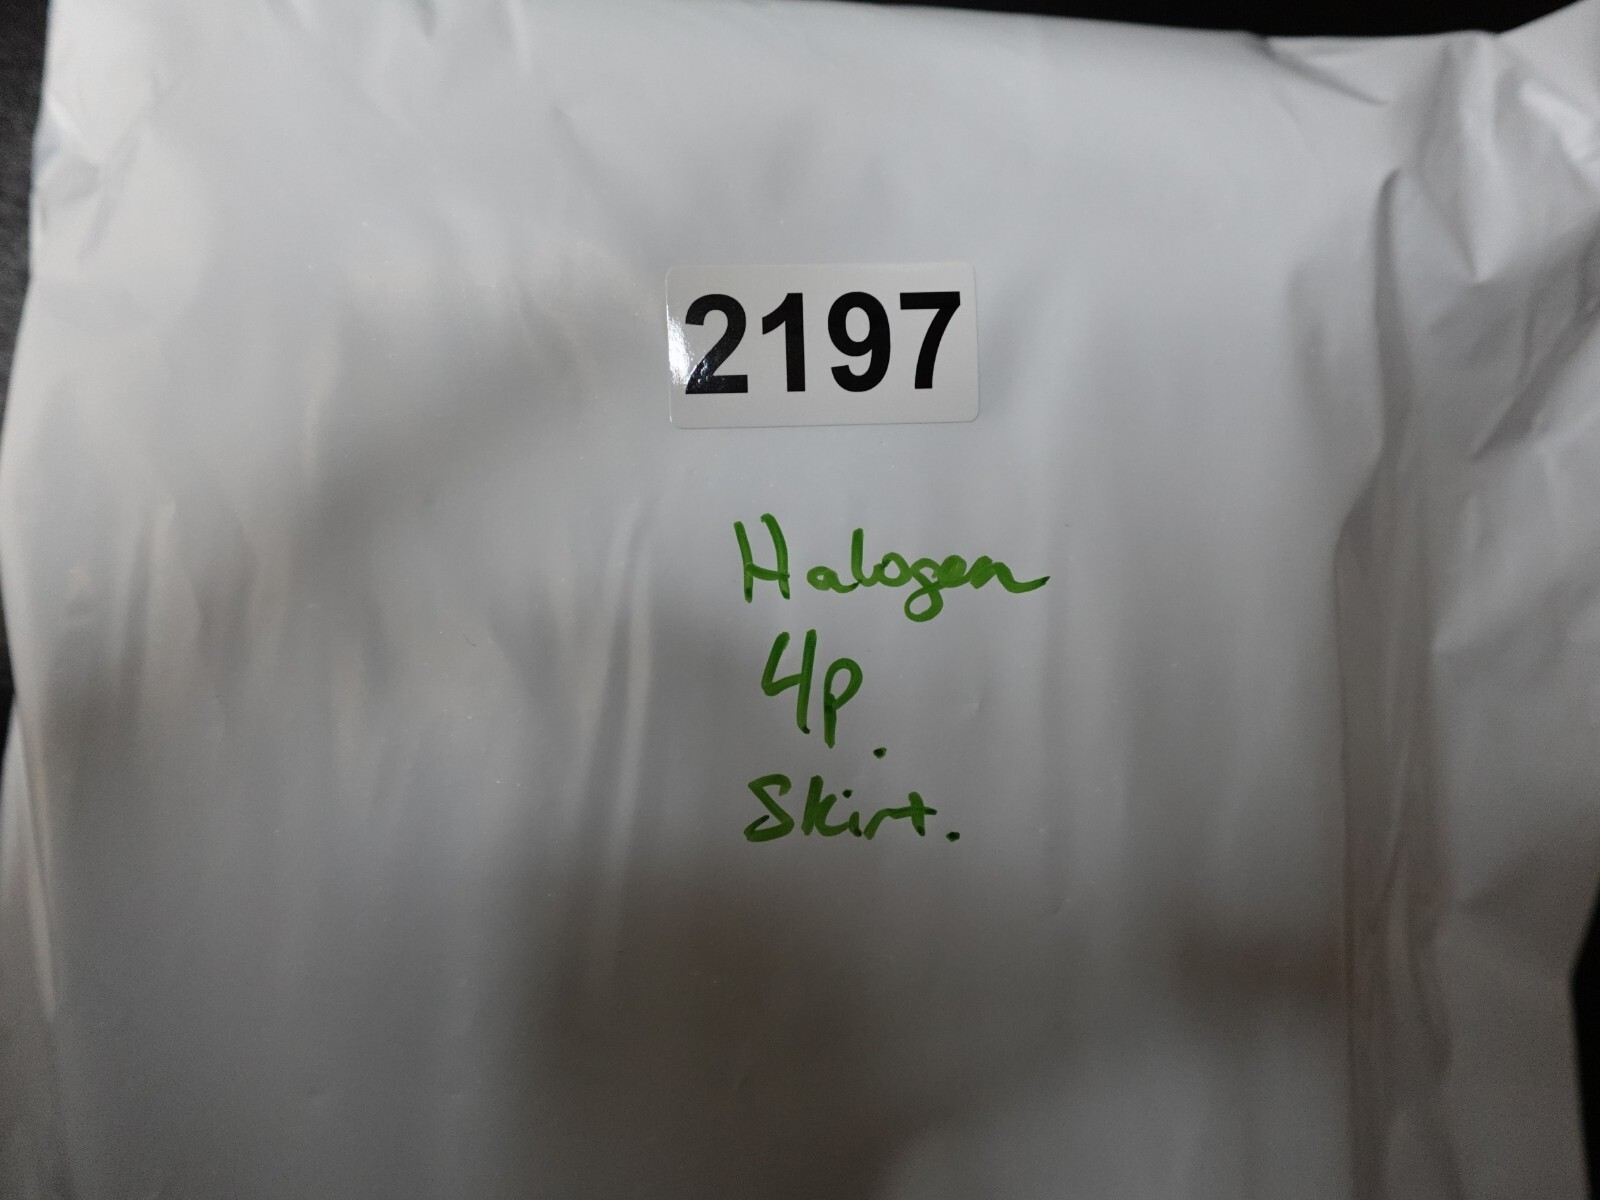 2197
Halogen
4p.
Skirt.